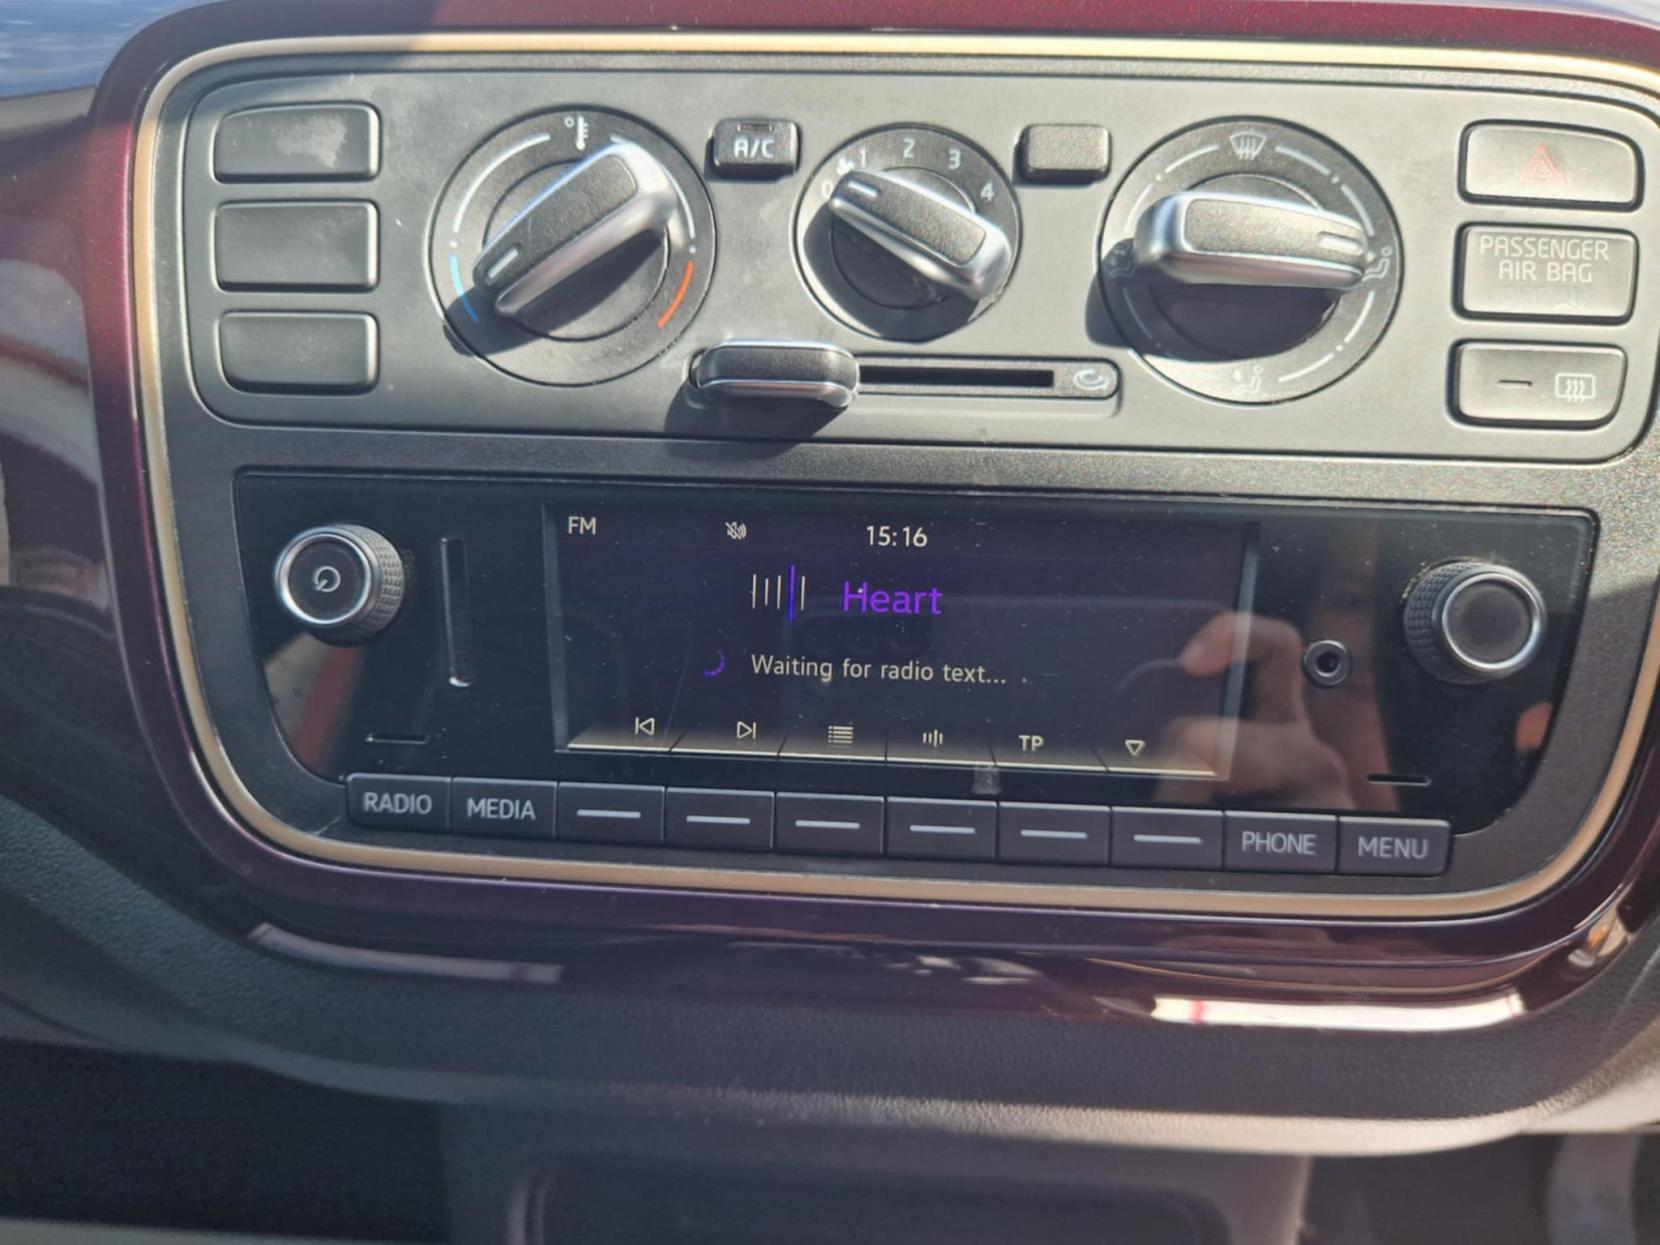 A/C
0 1 2 3 4
PASSENGER
AIR BAG
FM 15:16
Heart
Waiting for radio text...
TP
RADIO MEDIA PHONE MENU